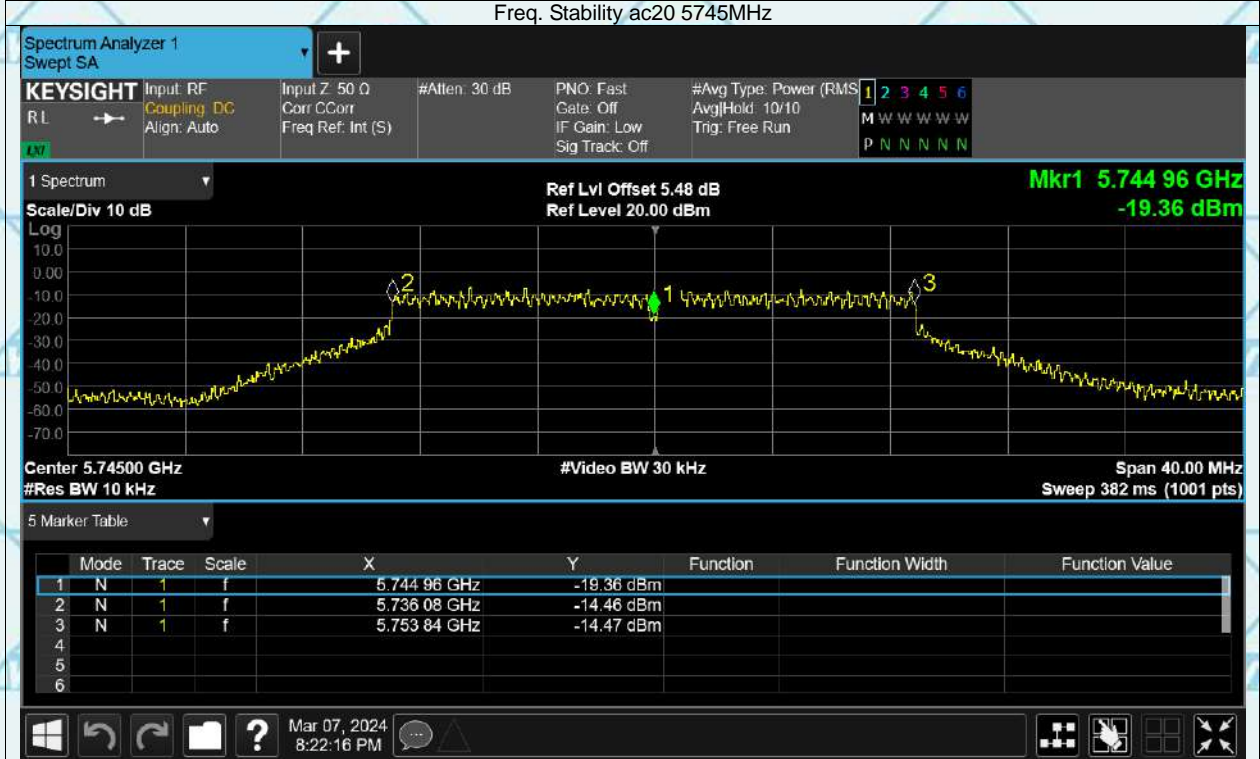 Freq. Stability ac20 5745MHz
Spectrum Analyzer 1
Swept SA
KEYSIGHT
RL
LXI
Input: RF
Coupling: DC
Align: Auto
Input Z: 50 Ω
Corr CCorr
Freq Ref: Int (S)
#Atten: 30 dB
PNO: Fast
Gate: Off
IF Gain: Low
Sig Track: Off
#Avg Type: Power (RMS
Avg|Hold: 10/10
Trig: Free Run
1 2 3 4 5 6
M W W W W W
P N N N N N
1 Spectrum
Scale/Div 10 dB
Ref Lvl Offset 5.48 dB
Ref Level 20.00 dBm
Mkr1 5.744 96 GHz
-19.36 dBm
Log
10.0
0.00
-10.0
-20.0
-30.0
-40.0
-50.0
-60.0
-70.0
2
1
3
Center 5.74500 GHz
#Video BW 30 kHz
Span 40.00 MHz
#Res BW 10 kHz
Sweep 382 ms (1001 pts)
5 Marker Table
Mode Trace Scale X Y Function Function Width Function Value
1 N 1 f 5.744 96 GHz -19.36 dBm
2 N 1 f 5.736 08 GHz -14.46 dBm
3 N 1 f 5.753 84 GHz -14.47 dBm
4
5
6
?
Mar 07, 2024
8:22:16 PM